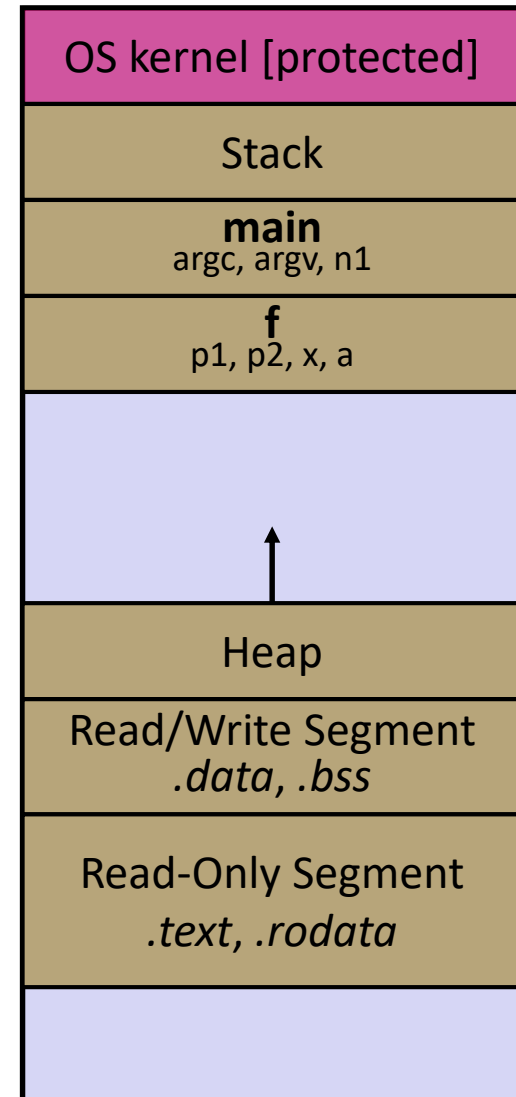 OS kernel [protected]
Stack
main
argc, argv, n1
f
p1, p2, x, a
Heap
Read/Write Segment
.data, .bss
Read-Only Segment
.text, .rodata